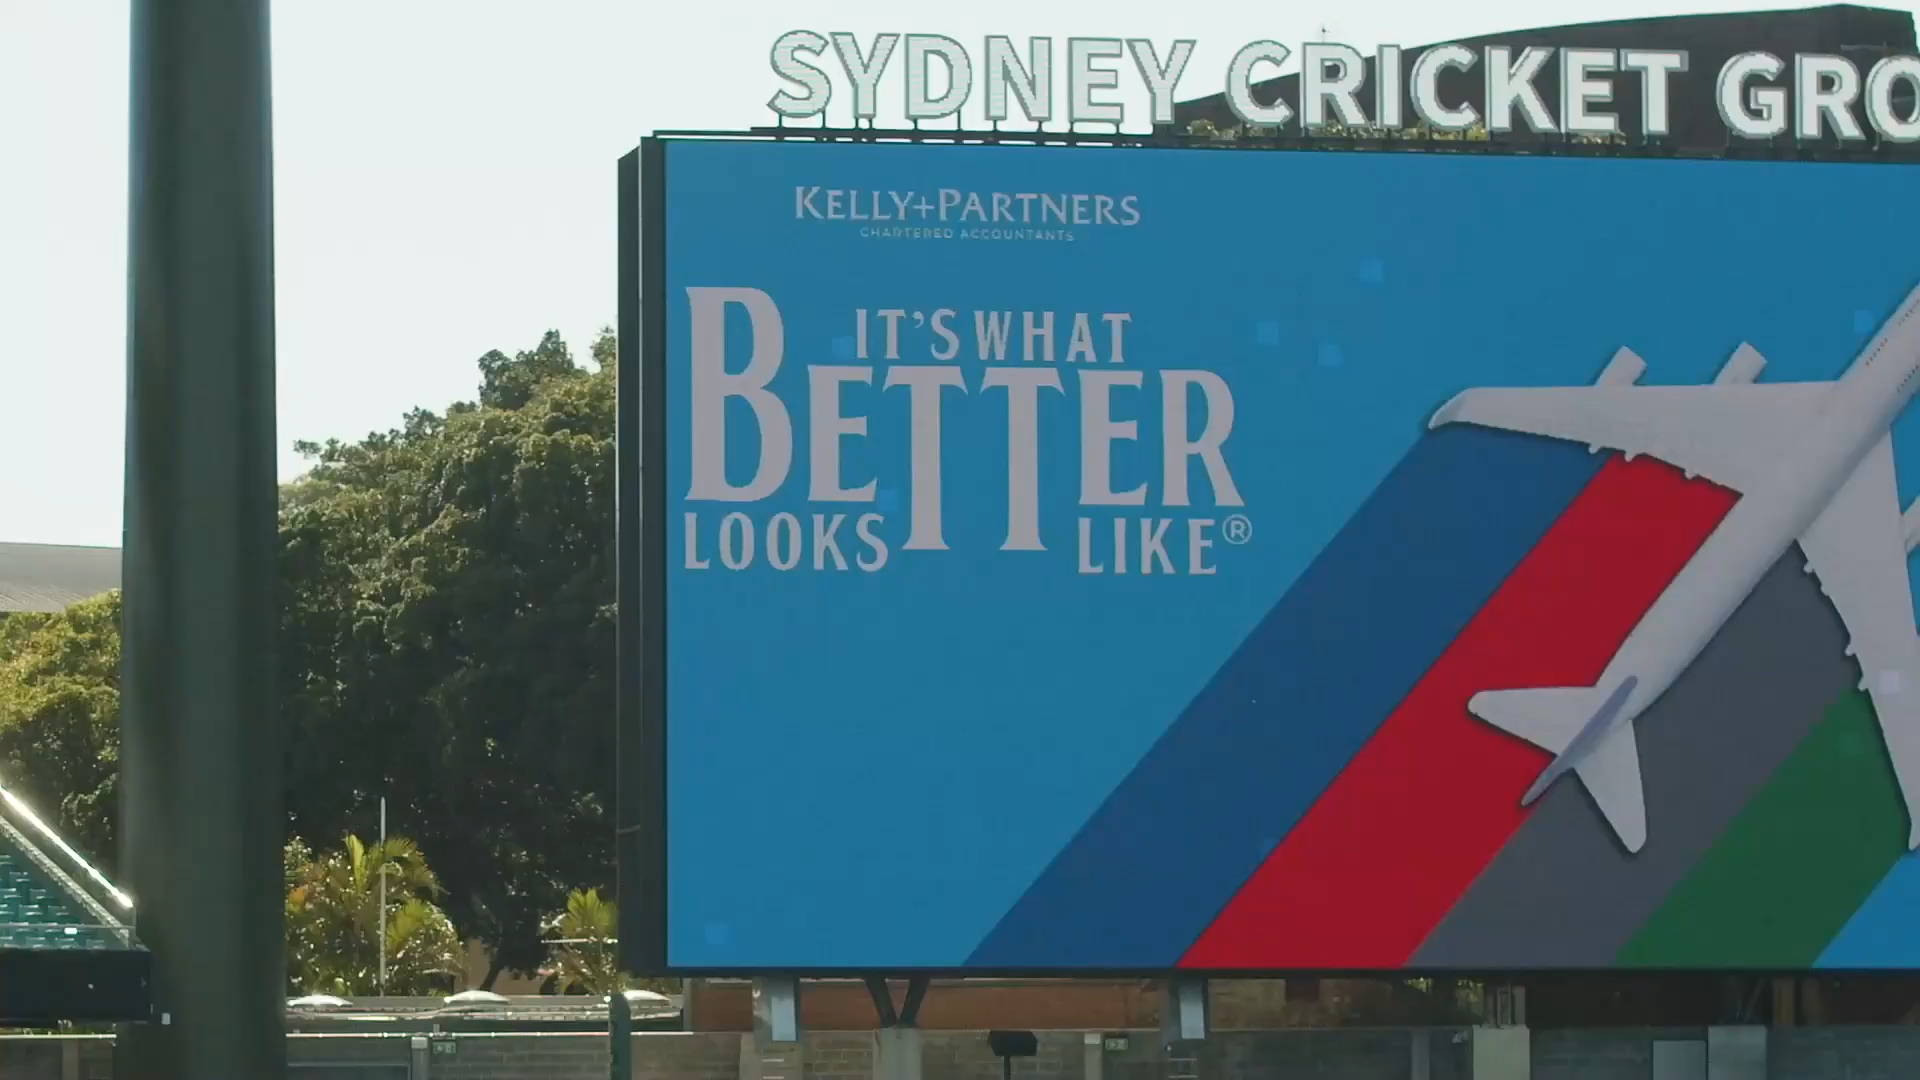 SYDNEY CRICKET GRO
KELLY+PARTNERS
CHARTERED ACCOUNTANTS
IT'S WHAT
BETTER
LOOKS LIKE®